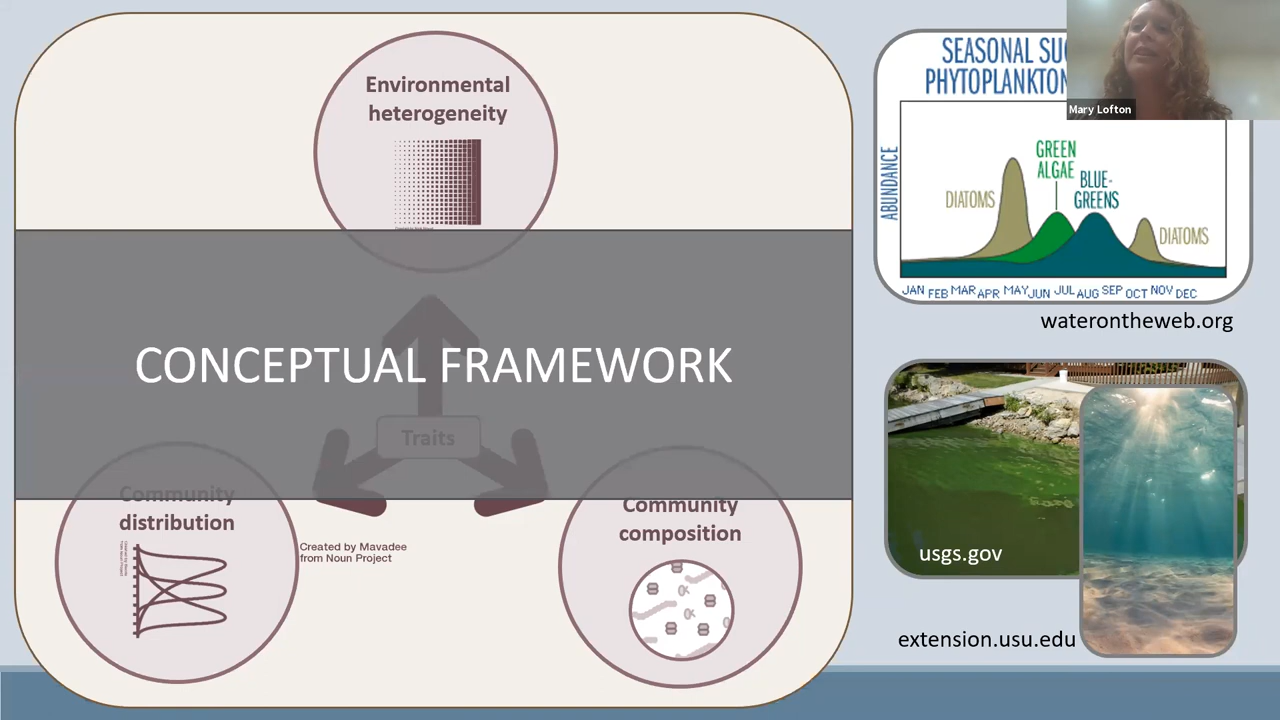 Environmental
heterogeneity
CONCEPTUAL FRAMEWORK
Traits
Community
distribution
Created by Mavadee
from Noun Project
Community
composition
SEASONAL SU
PHYTOPLANKTON
Mary Lofton
ABUNDANCE
DIATOMS
GREEN
ALGAE
BLUE-
GREENS
DIATOMS
JAN FEB MAR APR MAY JUN JUL AUG SEP OCT NOV DEC
waterontheweb.org
usgs.gov
extension.usu.edu